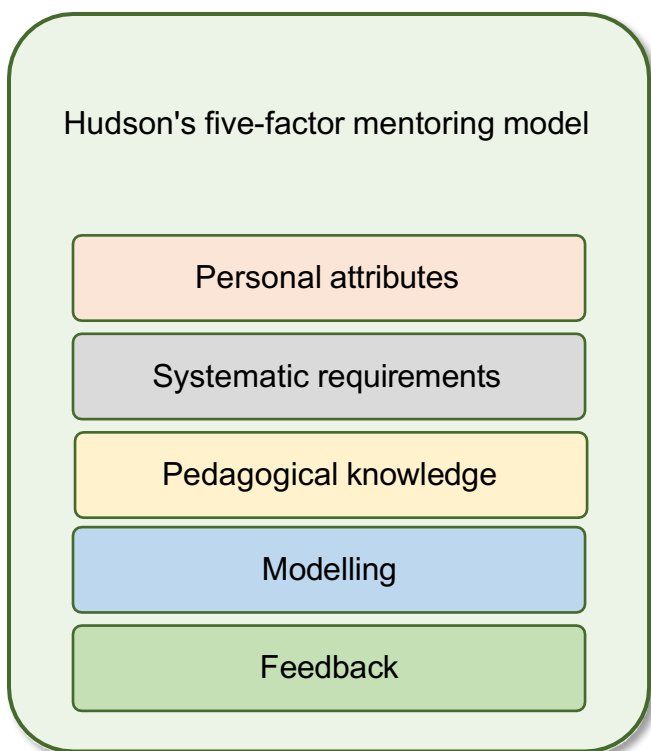 Hudson's five-factor mentoring model
Personal attributes
Systematic requirements
Pedagogical knowledge
Modelling
Feedback